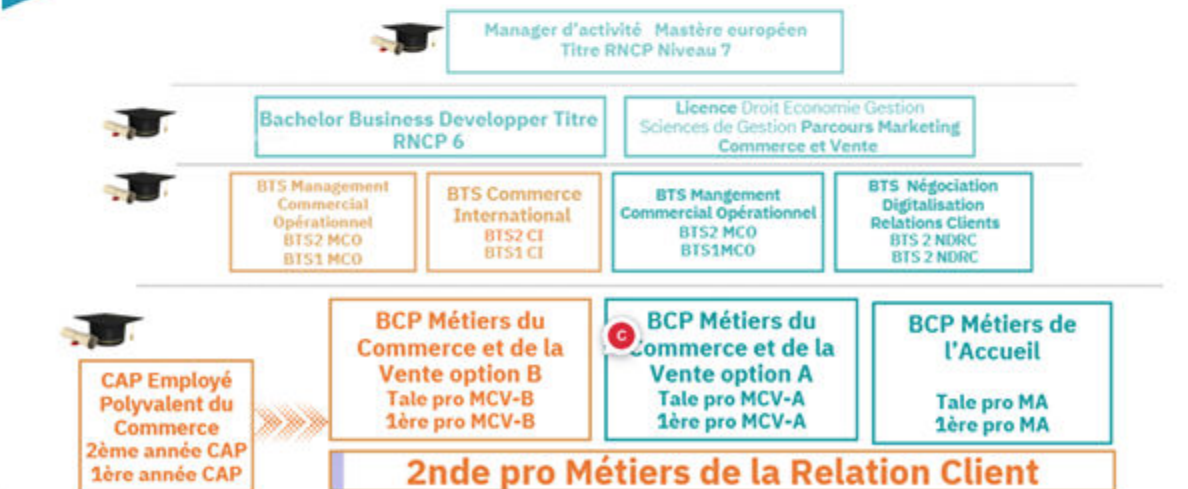 Manager d'activité Mastère européen
Titre RNCP Niveau 7
Bachelor Business Developper Titre
RNCP 6
Licence Droit Economie Gestion
Sciences de Gestion Parcours Marketing
Commerce et Vente
BTS Management
Commercial
Opérationnel
BTS2 MCO
BTS1 MCO
BTS Commerce
International
BTS2 CI
BTS1 CI
BTS Mangement
Commercial Opérationnel
BTS2 MCO
BTS1MCO
BTS Négociation
Digitalisation
Relations Clients
BTS 2 NDRC
BTS 2 NDRC
CAP Employé
Polyvalent du
Commerce
2ème année CAP
1ère année CAP
BCP Métiers du
Commerce et de la
Vente option B
Tale pro MCV-B
1ère pro MCV-B
C
BCP Métiers du
Commerce et de la
Vente option A
Tale pro MCV-A
1ère pro MCV-A
BCP Métiers de
l'Accueil
Tale pro MA
1ère pro MA
2nde pro Métiers de la Relation Client